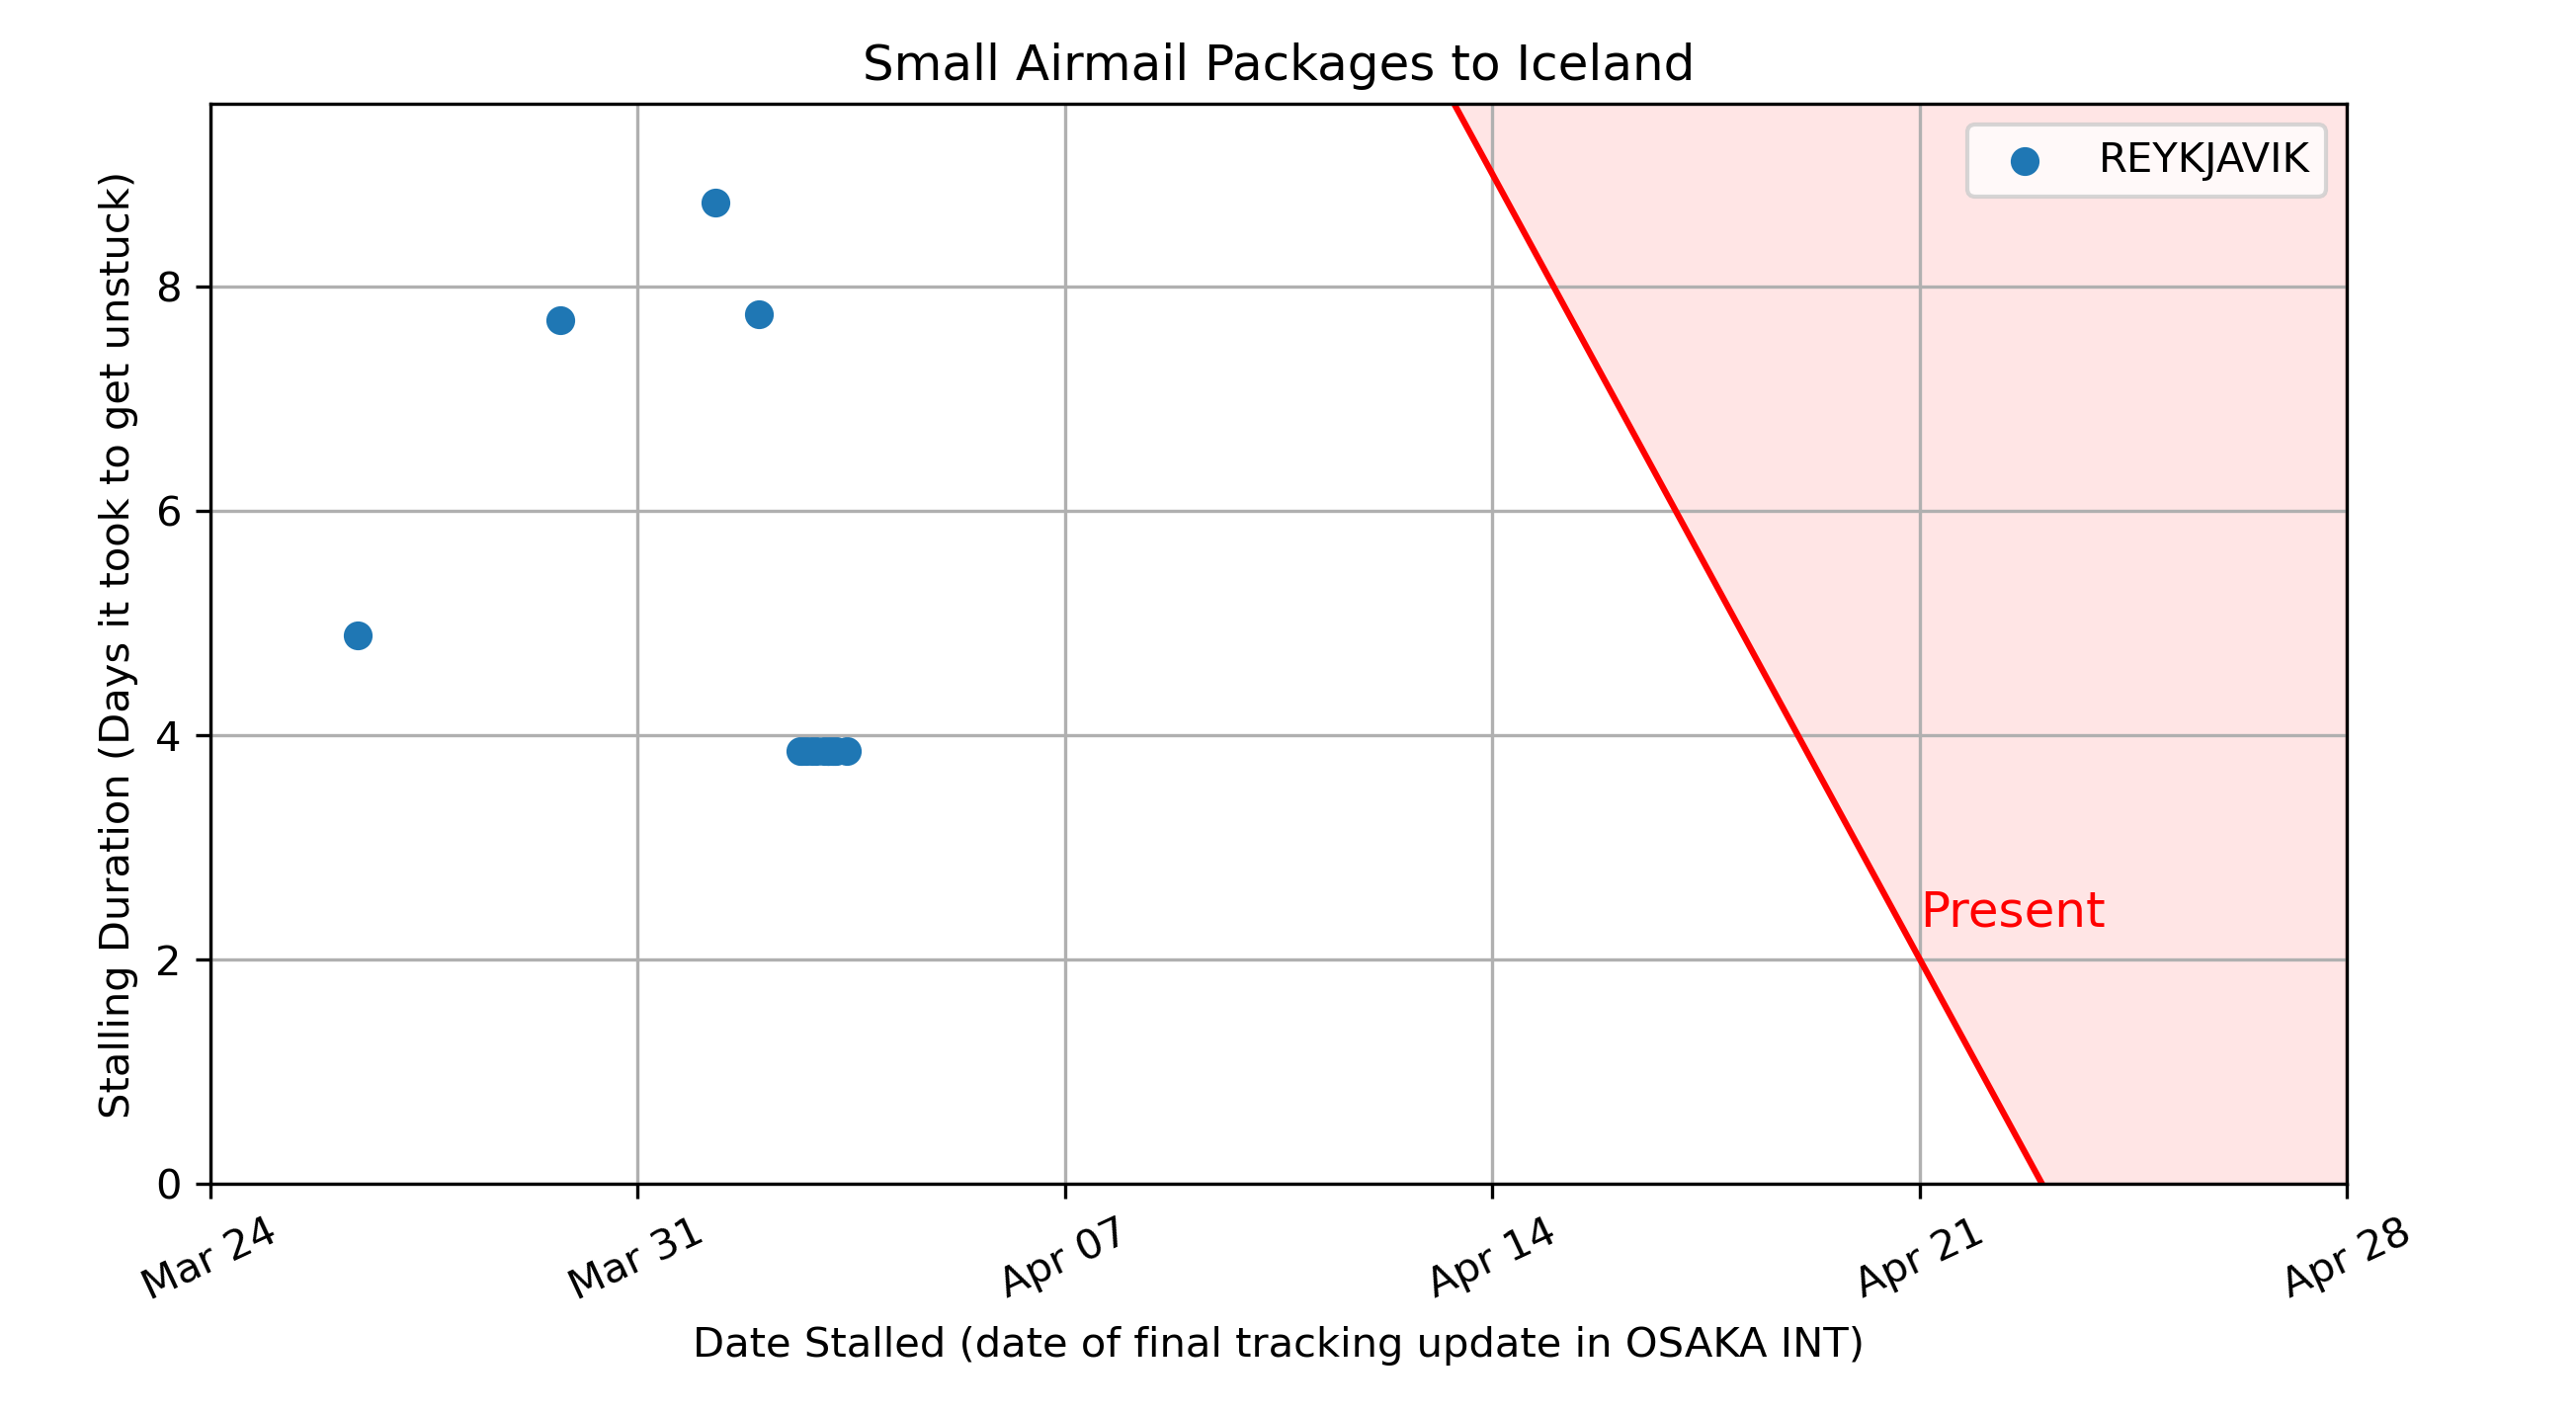 Small Airmail Packages to Iceland
REYKJAVIK
Stalling Duration (Days it took to get unstuck)
8
6
4
2
0
Present
Mar 24
Mar 31
Apr 07
Apr 14
Apr 21
Apr 28
Date Stalled (date of final tracking update in OSAKA INT)